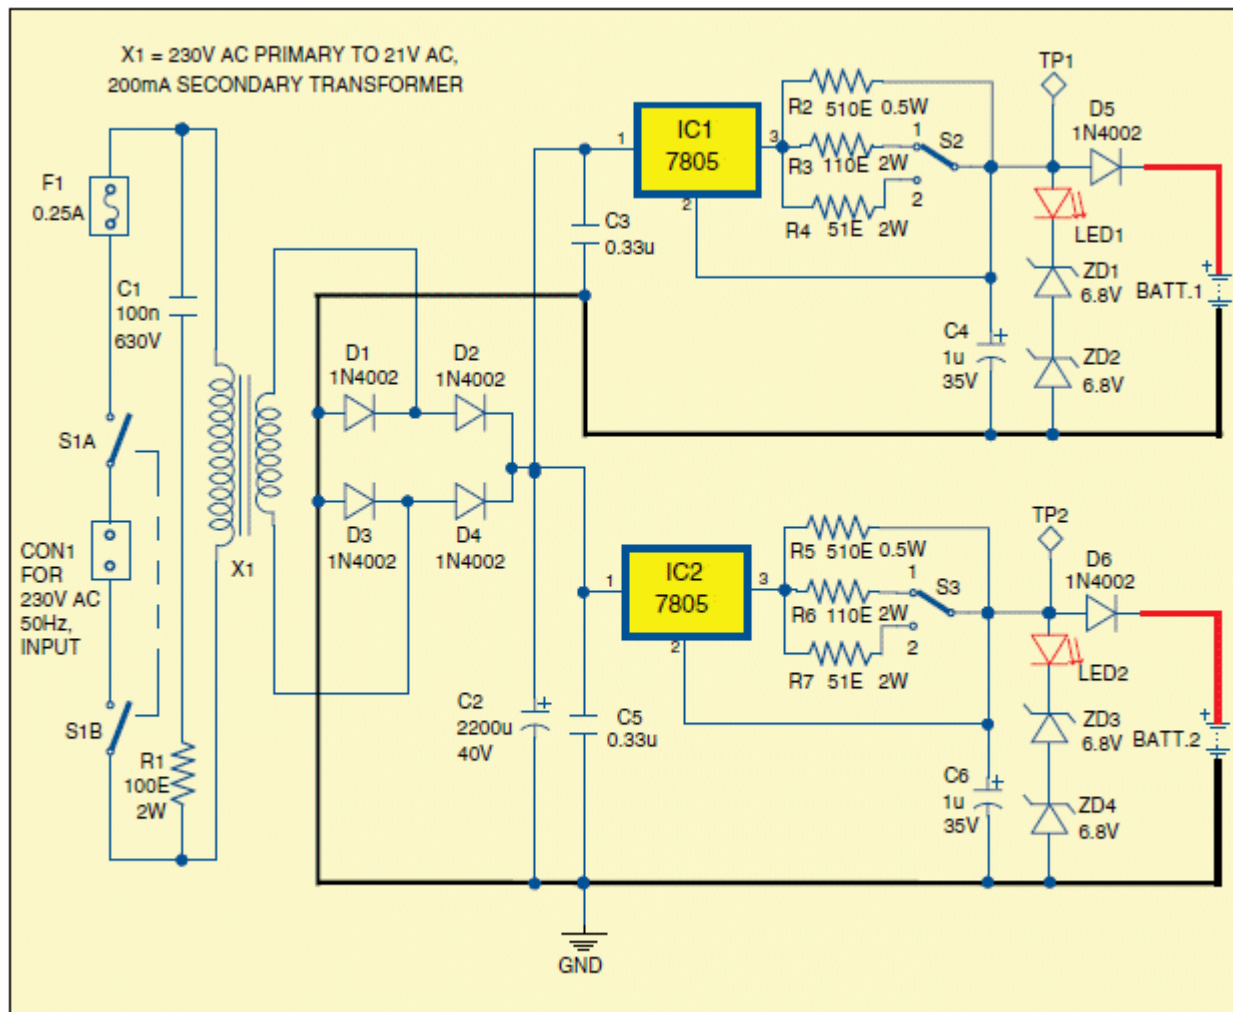 X1 = 230V AC PRIMARY TO 21V AC,
200mA SECONDARY TRANSFORMER
F1
0.25A
C1
100n
630V
S1A
CON1
FOR
230V AC
50Hz,
INPUT
S1B
R1
100E
2W
X1
D1
1N4002
D2
1N4002
D3
1N4002
D4
1N4002
C2
2200u
40V
+
C3
0.33u
C5
0.33u
GND
1
IC1
7805
3
2
R2 510E 0.5W
R3 110E 2W
R4 51E 2W
1
S2
2
TP1
D5
1N4002
LED1
ZD1
6.8V
ZD2
6.8V
BATT.1
+
C4
1u
35V
+
1
IC2
7805
3
2
R5 510E 0.5W
R6 110E 2W
R7 51E 2W
1
S3
2
TP2
D6
1N4002
LED2
ZD3
6.8V
ZD4
6.8V
BATT.2
+
C6
1u
35V
+